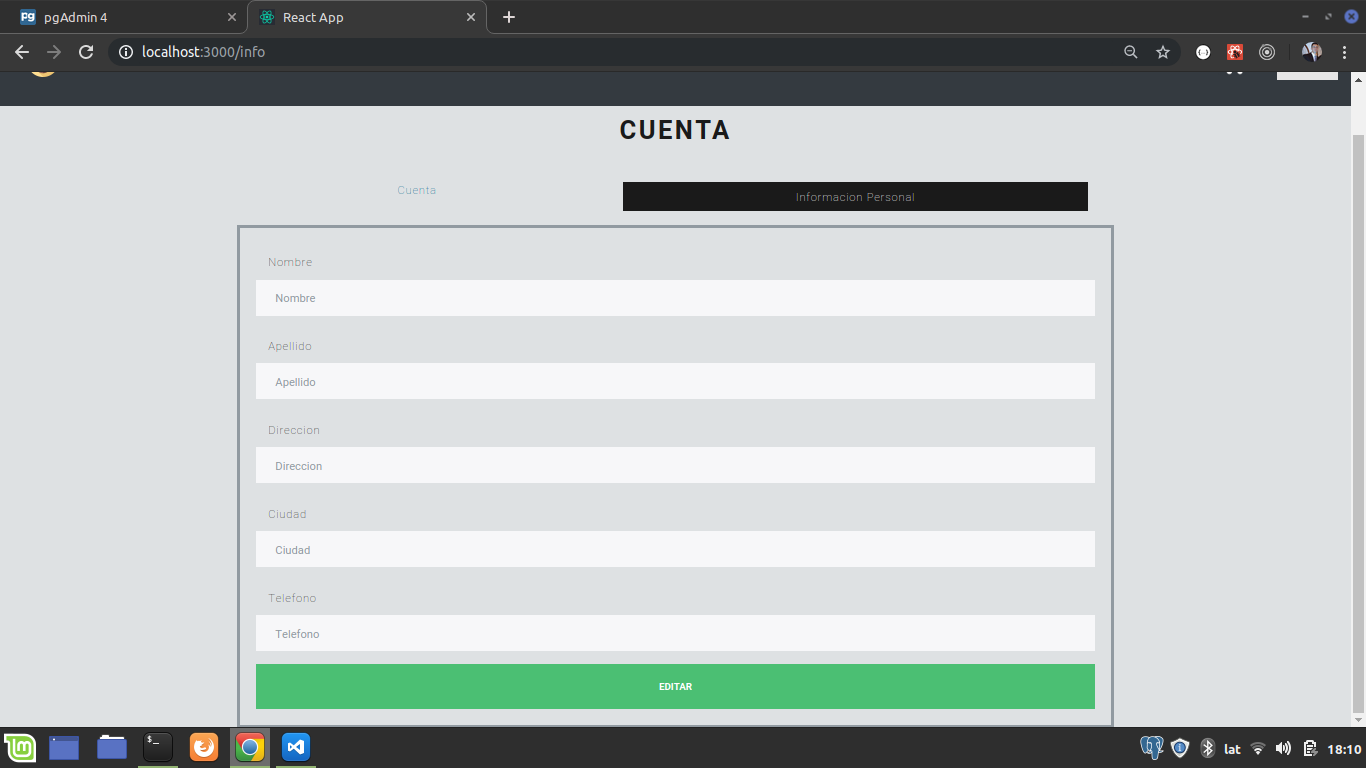 pgAdmin 4
React App
localhost:3000/info
CUENTA
Cuenta
Informacion Personal
Nombre
Nombre
Apellido
Apellido
Direccion
Direccion
Ciudad
Ciudad
Telefono
Telefono
EDITAR
lat
18:10